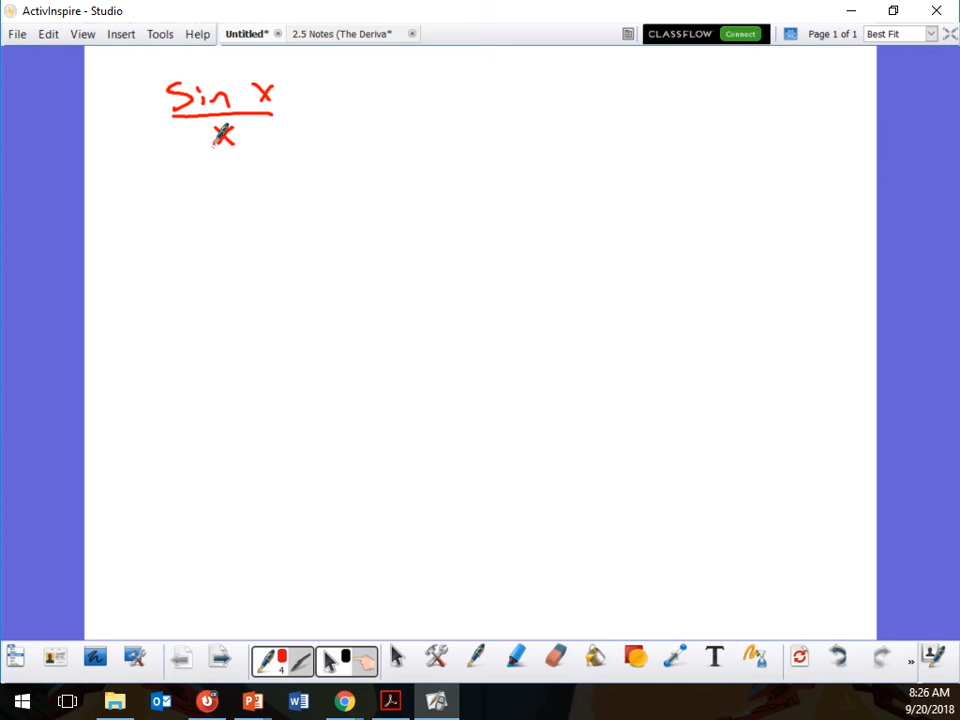 ActivInspire - Studio
File Edit View Insert Tools Help Untitled* 2.5 Notes (The Deriva* CLASSFLOW Connect Page 1 of 1 Best Fit
Sin x
x
4
8:26 AM
9/20/2018